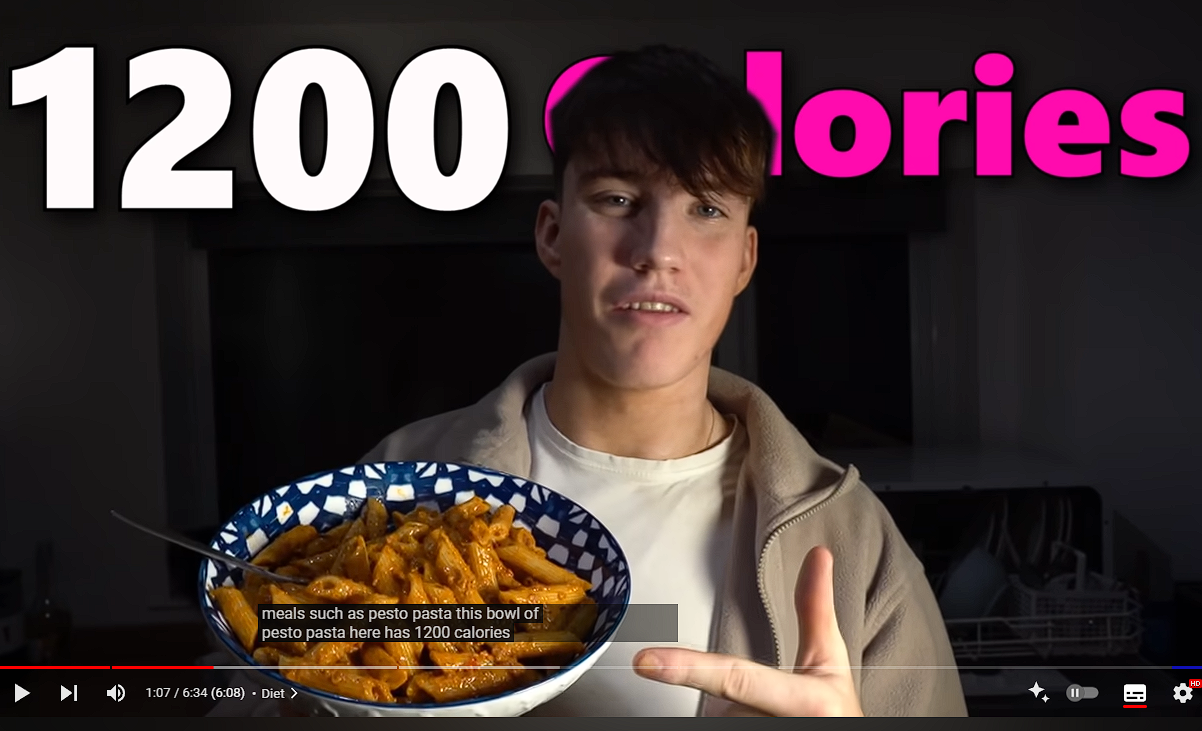 1200 Calories
meals such as pesto pasta this bowl of
pesto pasta here has 1200 calories
1:07 / 6:34 (6:08) • Diet >
HD